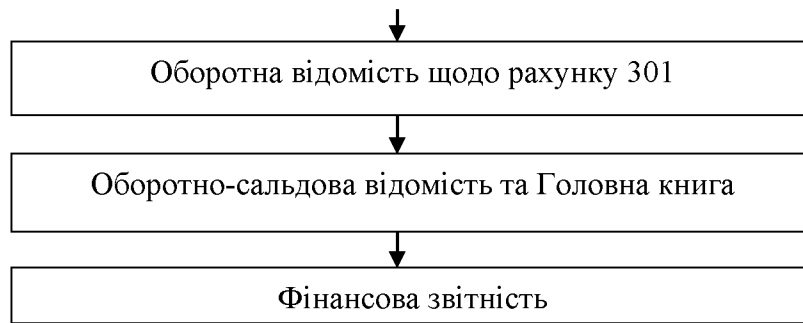 Оборотна відомість щодо рахунку 301
Оборотно-сальдова відомість та Головна книга
Фінансова звітність